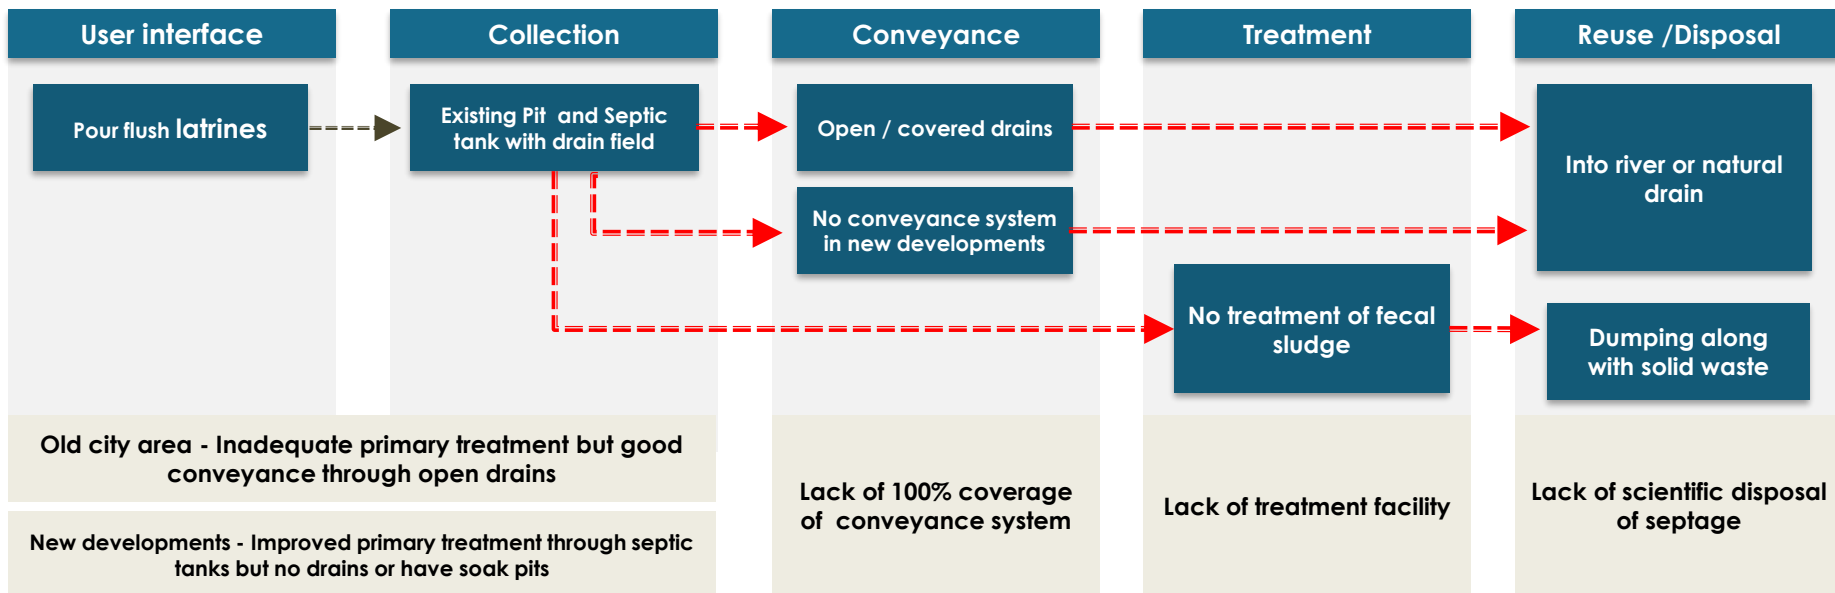 User interface
Collection
Conveyance
Treatment
Reuse /Disposal
Pour flush latrines
Existing Pit and Septic
tank with drain field
Open / covered drains
Into river or natural
drain
No conveyance system
in new developments
No treatment of fecal
sludge
Dumping along
with solid waste
Old city area - Inadequate primary treatment but good
conveyance through open drains
New developments - Improved primary treatment through septic
tanks but no drains or have soak pits
Lack of 100% coverage
of conveyance system
Lack of treatment facility
Lack of scientific disposal
of septage